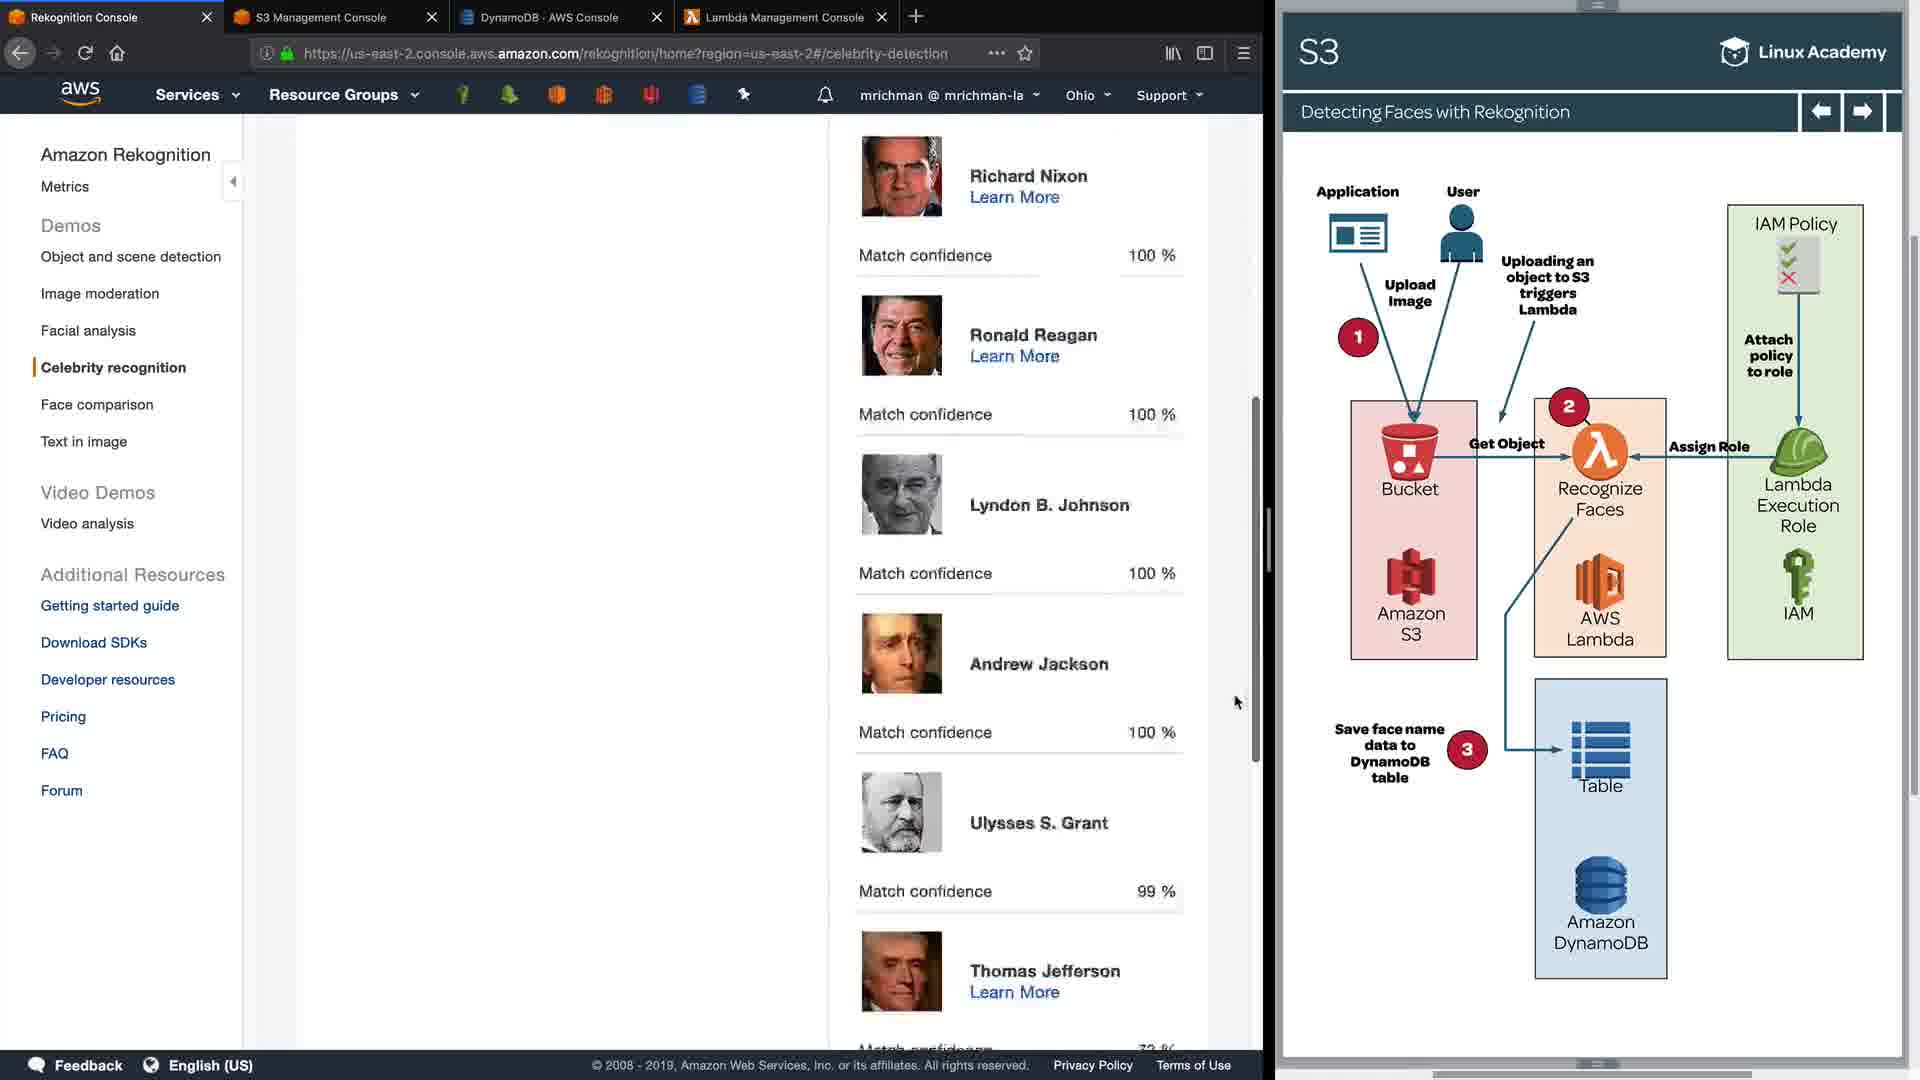 Rekognition Console
S3 Management Console
DynamoDB · AWS Console
Lambda Management Console
https://us-east-2.console.aws.amazon.com/rekognition/home?region=us-east-2#/celebrity-detection
aws
Services
Resource Groups
mrichman @ mrichman-la
Ohio
Support
Amazon Rekognition
Metrics
Demos
Object and scene detection
Image moderation
Facial analysis
Celebrity recognition
Face comparison
Text in image
Video Demos
Video analysis
Additional Resources
Getting started guide
Download SDKs
Developer resources
Pricing
FAQ
Forum
Richard Nixon
Learn More
Match confidence 100 %
Ronald Reagan
Learn More
Match confidence 100 %
Lyndon B. Johnson
Match confidence 100 %
Andrew Jackson
Match confidence 100 %
Ulysses S. Grant
Match confidence 99 %
Thomas Jefferson
Learn More
Match confidence
Feedback
English (US)
© 2008 - 2019, Amazon Web Services, Inc. or its affiliates. All rights reserved.
Privacy Policy
Terms of Use
S3
Linux Academy
Detecting Faces with Rekognition
Application
User
Upload
Image
Uploading an
object to S3
triggers
Lambda
1
IAM Policy
Attach
policy
to role
2
Get Object
Assign Role
Bucket
Recognize
Faces
Lambda
Execution
Role
Amazon
S3
AWS
Lambda
IAM
Save face name
data to
DynamoDB
table
3
Table
Amazon
DynamoDB